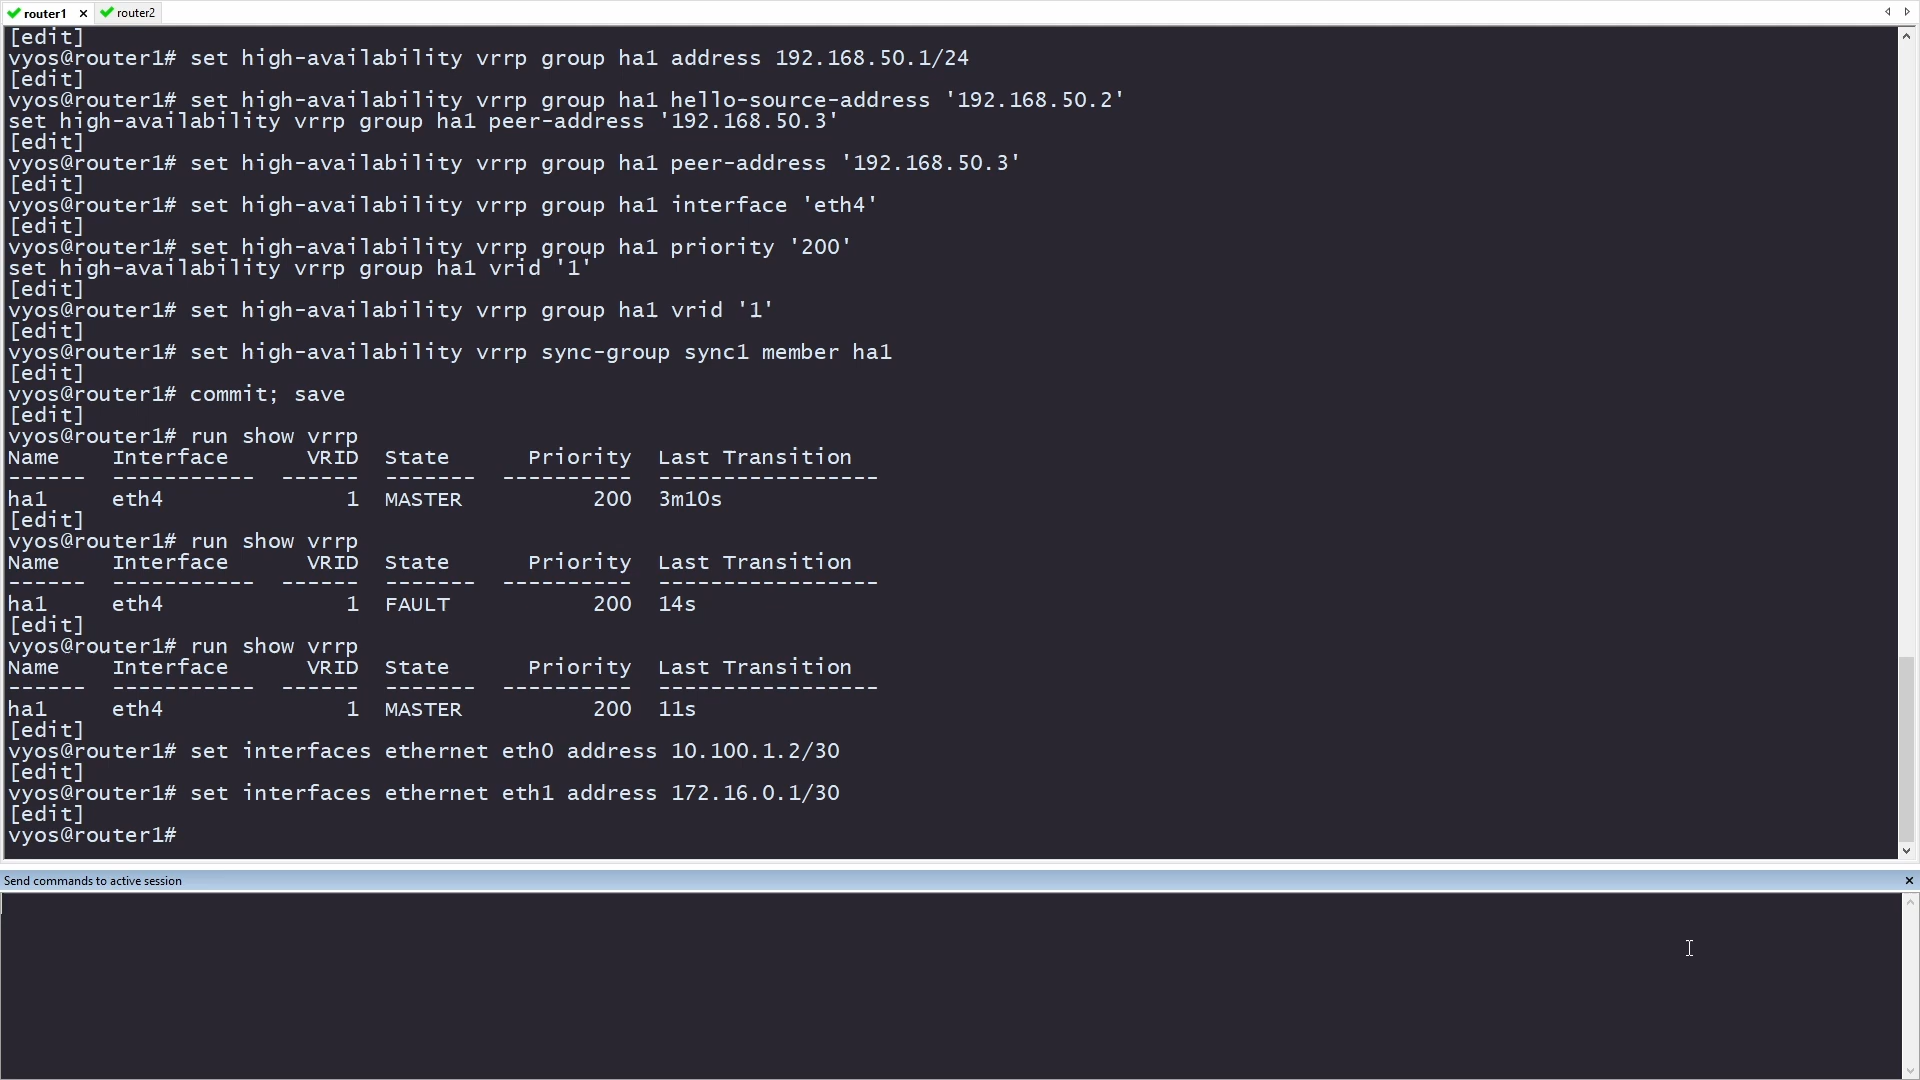 router1 router2
[edit]
vyos@router1# set high-availability vrrp group ha1 address 192.168.50.1/24
[edit]
vyos@router1# set high-availability vrrp group ha1 hello-source-address '192.168.50.2'
set high-availability vrrp group ha1 peer-address '192.168.50.3'
[edit]
vyos@router1# set high-availability vrrp group ha1 peer-address '192.168.50.3'
[edit]
vyos@router1# set high-availability vrrp group ha1 interface 'eth4'
[edit]
vyos@router1# set high-availability vrrp group ha1 priority '200'
set high-availability vrrp group ha1 vrid '1'
[edit]
vyos@router1# set high-availability vrrp group ha1 vrid '1'
[edit]
vyos@router1# set high-availability vrrp sync-group sync1 member ha1
[edit]
vyos@router1# commit; save
[edit]
vyos@router1# run show vrrp
Name    Interface      VRID  State      Priority  Last Transition
------  -----------  ------  -------  ----------  -----------------
ha1     eth4              1  MASTER          200  3m10s
[edit]
vyos@router1# run show vrrp
Name    Interface      VRID  State      Priority  Last Transition
------  -----------  ------  -------  ----------  -----------------
ha1     eth4              1  FAULT           200  14s
[edit]
vyos@router1# run show vrrp
Name    Interface      VRID  State      Priority  Last Transition
------  -----------  ------  -------  ----------  -----------------
ha1     eth4              1  MASTER          200  11s
[edit]
vyos@router1# set interfaces ethernet eth0 address 10.100.1.2/30
[edit]
vyos@router1# set interfaces ethernet eth1 address 172.16.0.1/30
[edit]
vyos@router1#
Send commands to active session